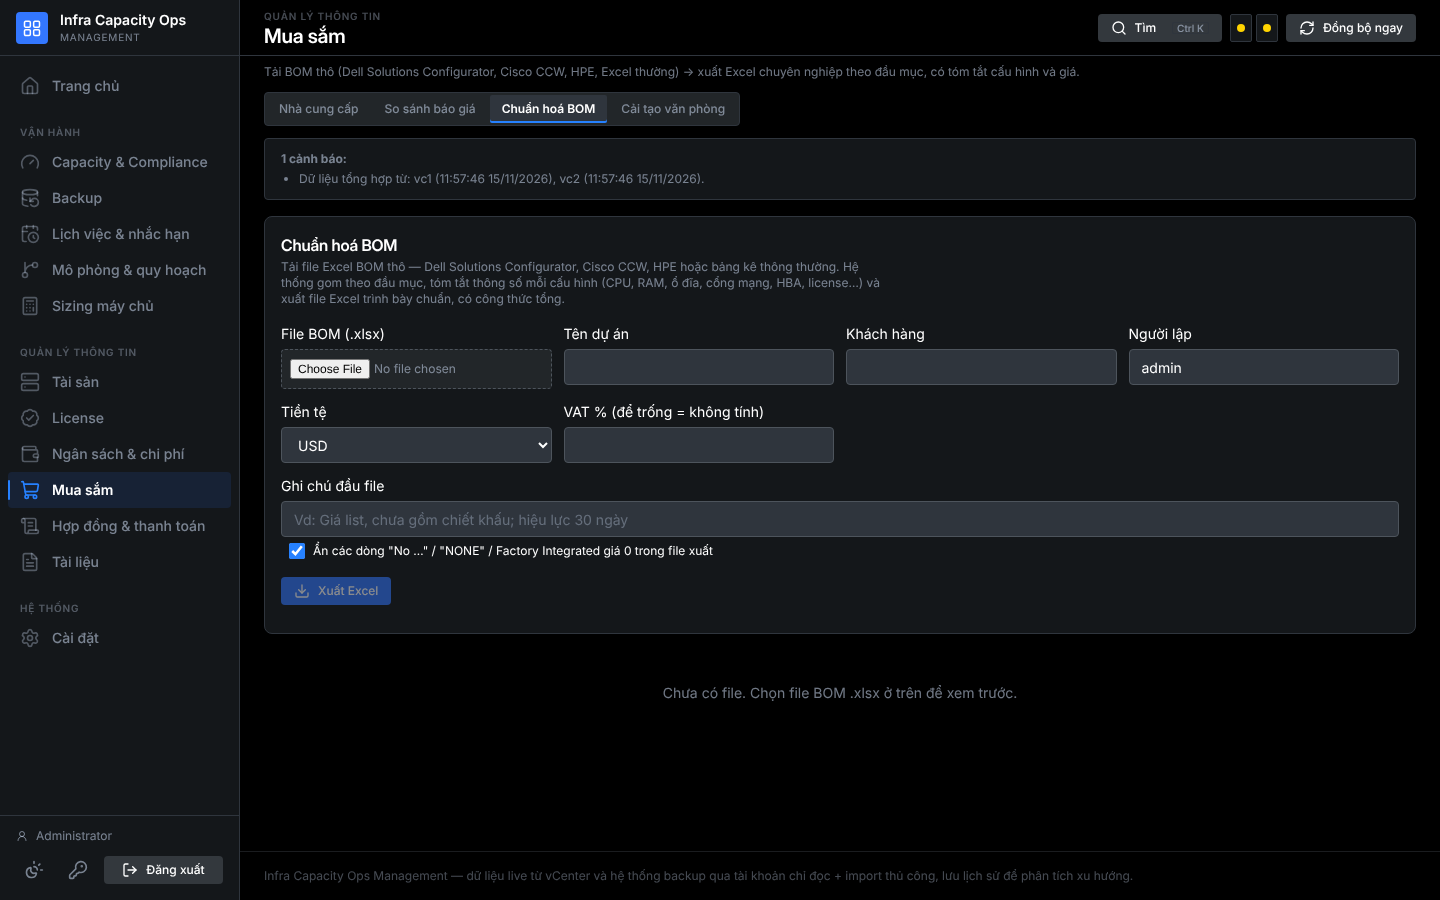 Infra Capacity Ops
MANAGEMENT
Trang chủ
VẬN HÀNH
Capacity & Compliance
Backup
Lịch việc & nhắc hạn
Mô phỏng & quy hoạch
Sizing máy chủ
QUẢN LÝ THÔNG TIN
Tài sản
License
Ngân sách & chi phí
Mua sắm
Hợp đồng & thanh toán
Tài liệu
HỆ THỐNG
Cài đặt
Administrator
Đăng xuất
QUẢN LÝ THÔNG TIN
Mua sắm
Tìm Ctrl K
Đồng bộ ngay
Tải BOM thô (Dell Solutions Configurator, Cisco CCW, HPE, Excel thường) → xuất Excel chuyên nghiệp theo đầu mục, có tóm tắt cấu hình và giá.
Nhà cung cấp So sánh báo giá Chuẩn hoá BOM Cải tạo văn phòng
1 cảnh báo:
• Dữ liệu tổng hợp từ: vc1 (11:57:46 15/11/2026), vc2 (11:57:46 15/11/2026).
Chuẩn hoá BOM
Tải file Excel BOM thô — Dell Solutions Configurator, Cisco CCW, HPE hoặc bảng kê thông thường. Hệ
thống gom theo đầu mục, tóm tắt thông số mỗi cấu hình (CPU, RAM, ổ đĩa, cổng mạng, HBA, license…) và
xuất file Excel trình bày chuẩn, có công thức tổng.
File BOM (.xlsx) Tên dự án Khách hàng Người lập
Choose File No file chosen admin
Tiền tệ VAT % (để trống = không tính)
USD
Ghi chú đầu file
Vd: Giá list, chưa gồm chiết khấu; hiệu lực 30 ngày
Ẩn các dòng "No …" / "NONE" / Factory Integrated giá 0 trong file xuất
Xuất Excel
Chưa có file. Chọn file BOM .xlsx ở trên để xem trước.
Infra Capacity Ops Management — dữ liệu live từ vCenter và hệ thống backup qua tài khoản chỉ đọc + import thủ công, lưu lịch sử để phân tích xu hướng.